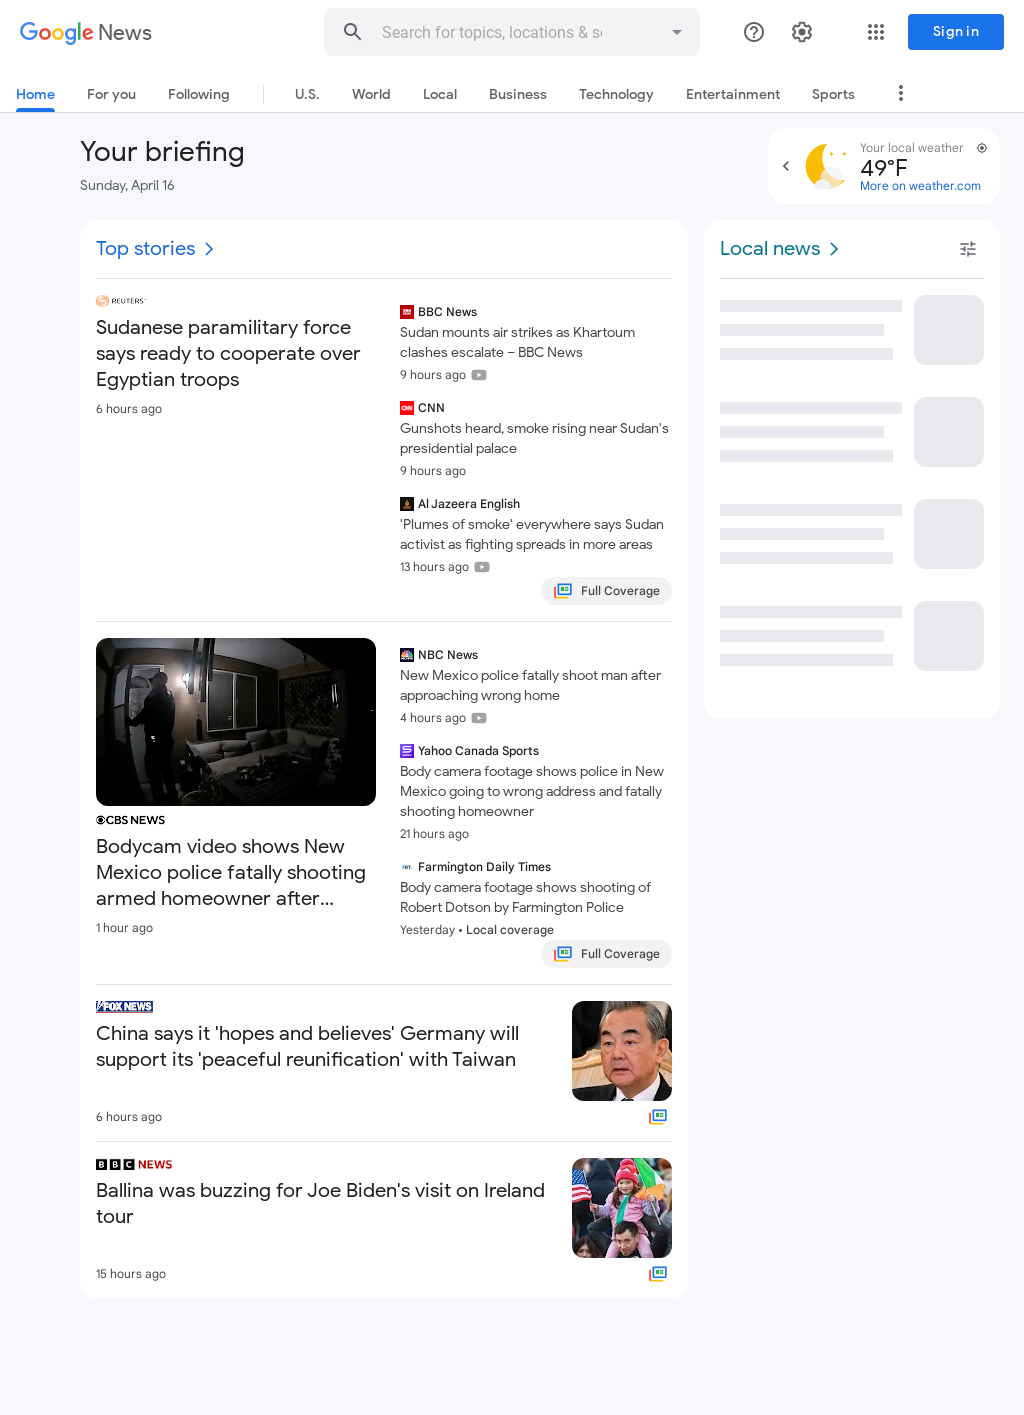 Google News
Search for topics, locations & so
Sign in
Home
For you
Following
U.S.
World
Local
Business
Technology
Entertainment
Sports
Your briefing
Sunday, April 16
Your local weather
49°F
More on weather.com
Top stories
REUTERS
Sudanese paramilitary force
says ready to cooperate over
Egyptian troops
6 hours ago
BBC News
Sudan mounts air strikes as Khartoum
clashes escalate – BBC News
9 hours ago
CNN
Gunshots heard, smoke rising near Sudan's
presidential palace
9 hours ago
Al Jazeera English
'Plumes of smoke' everywhere says Sudan
activist as fighting spreads in more areas
13 hours ago
Full Coverage
CBS NEWS
Bodycam video shows New
Mexico police fatally shooting
armed homeowner after...
1 hour ago
NBC News
New Mexico police fatally shoot man after
approaching wrong home
4 hours ago
Yahoo Canada Sports
Body camera footage shows police in New
Mexico going to wrong address and fatally
shooting homeowner
21 hours ago
Farmington Daily Times
Body camera footage shows shooting of
Robert Dotson by Farmington Police
Yesterday • Local coverage
Full Coverage
FOX NEWS
China says it 'hopes and believes' Germany will
support its 'peaceful reunification' with Taiwan
6 hours ago
BBC NEWS
Ballina was buzzing for Joe Biden's visit on Ireland
tour
15 hours ago
Local news